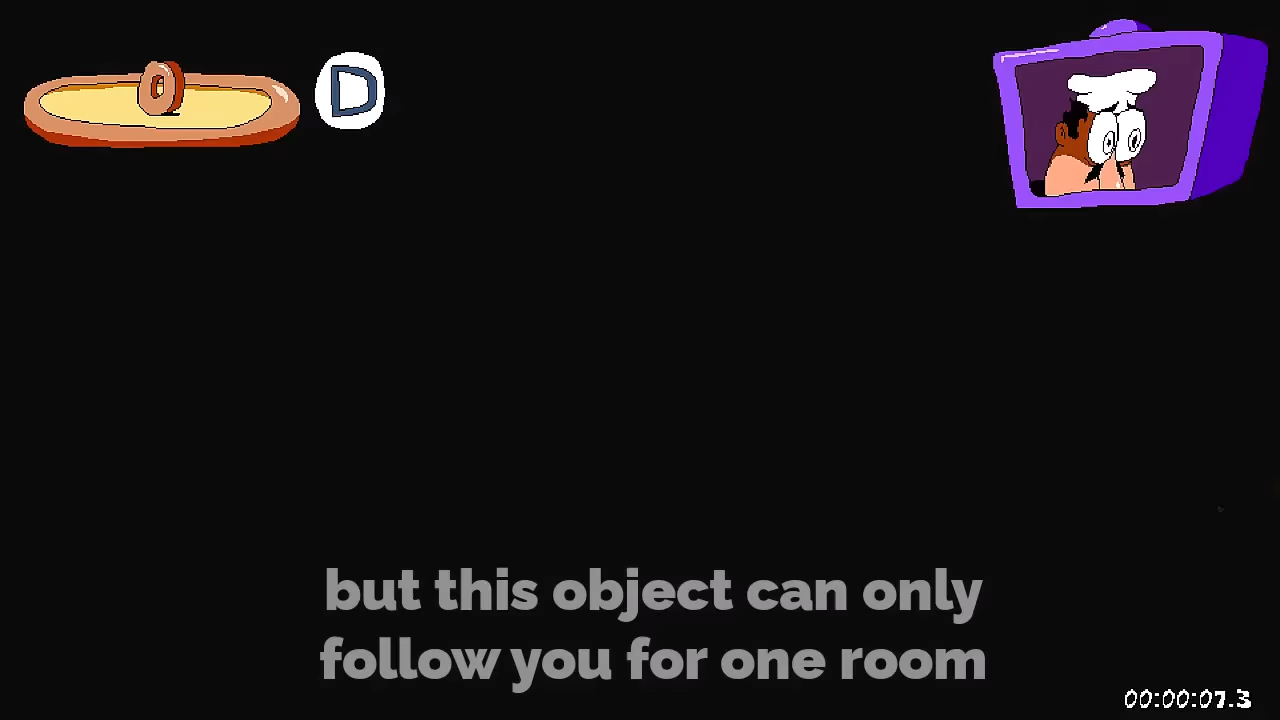 0
D
but this object can only
follow you for one room
00:00:07.3